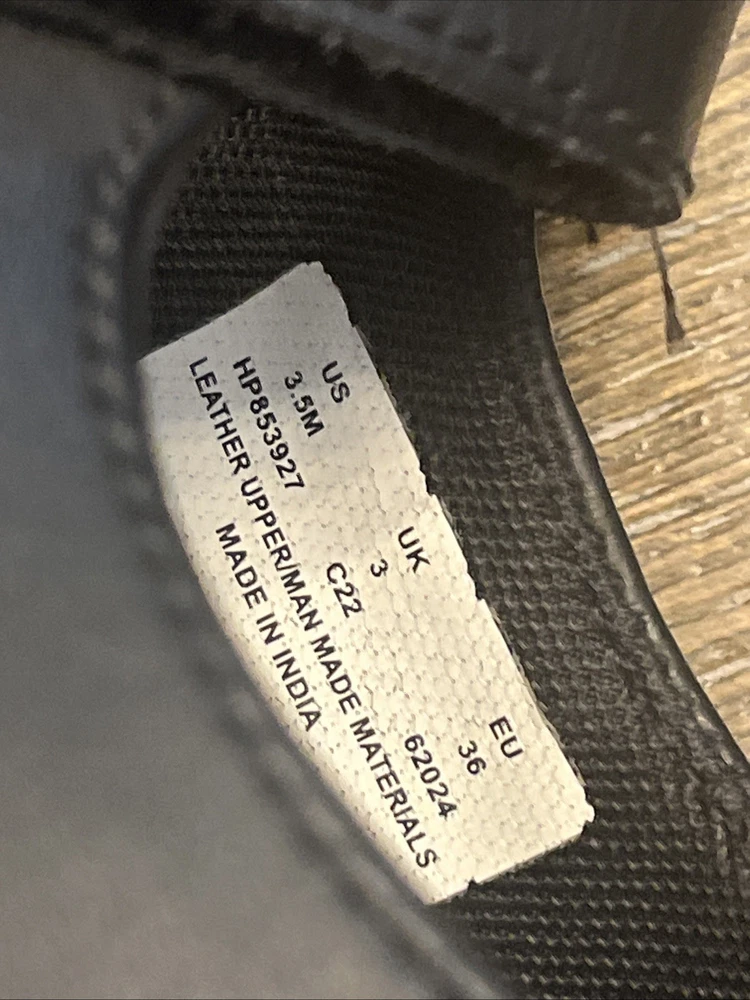 US UK EU
3.5M 3 36
HP853927 C22 62024
LEATHER UPPER/MAN MADE MATERIALS
MADE IN INDIA